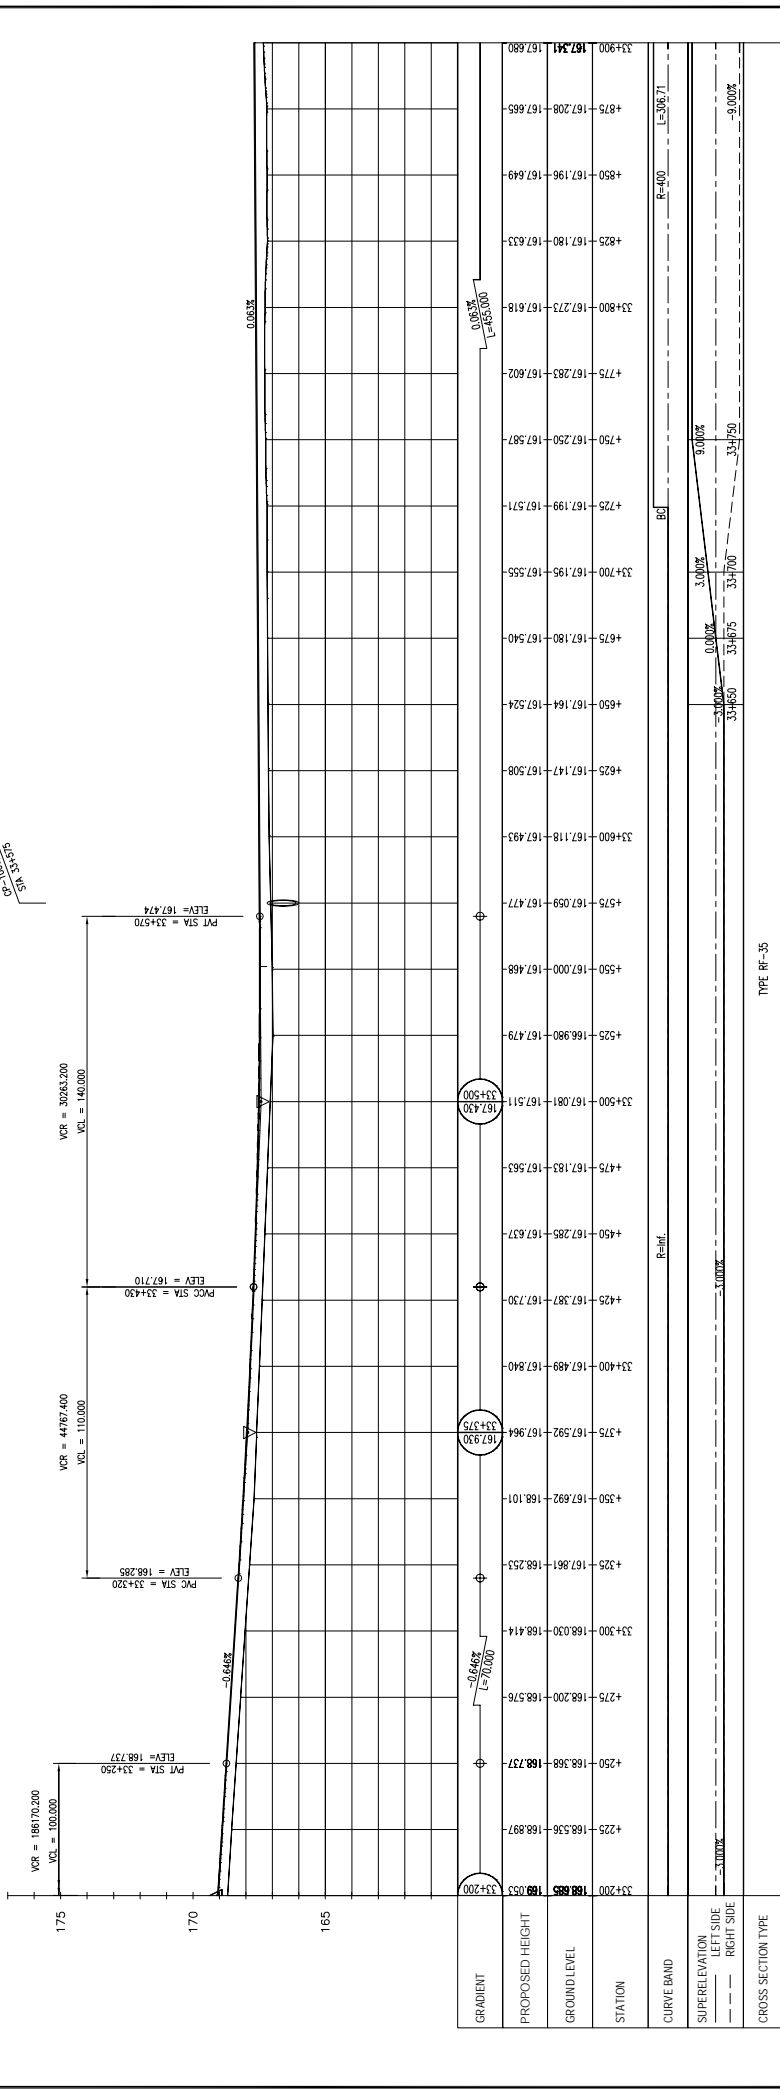 VCR = 186170.200
VCL = 100.000
VCR = 44767.400
VCL = 110.000
VCR = 30263.200
VCL = 140.000
PVT STA = 33+250
ELEV= 168.737
PVC STA = 33+320
ELEV = 168.285
PVCC STA = 33+430
ELEV = 167.710
PVT STA = 33+570
ELEV= 167.474
STA 33+575
175
170
165
-0.646%
0.063%
GRADIENT
33+200
-0.646%
L=70.000
33+375
167.930
33+500
167.430
0.063%
L=455.000
PROPOSED HEIGHT
169.053 168.897 168.737 168.576 168.414 168.253 168.101 167.964 167.840 167.730 167.637 167.563 167.511 167.479 167.468 167.477 167.493 167.508 167.524 167.540 167.555 167.571 167.587 167.602 167.618 167.633 167.649 167.665 167.680
GROUND LEVEL
168.685 168.536 168.368 168.200 168.030 167.861 167.692 167.592 167.489 167.387 167.285 167.183 167.081 166.980 167.000 167.059 167.118 167.147 167.164 167.180 167.195 167.199 167.250 167.283 167.273 167.180 167.196 167.208 167.341
STATION
33+200 +225 +250 +275 33+300 +325 +350 +375 33+400 +425 +450 +475 33+500 +525 +550 +575 33+600 +625 +650 +675 33+700 +725 +750 +775 33+800 +825 +850 +875 33+900
CURVE BAND
R=Inf. BC R=400 L=306.71
SUPERELEVATION
LEFT SIDE
RIGHT SIDE
-3.000% -3.000% -3.000% 0.000% 3.000% 9.000% -9.000%
33+650 33+675 33+700 33+750
CROSS SECTION TYPE
TYPE RF-35